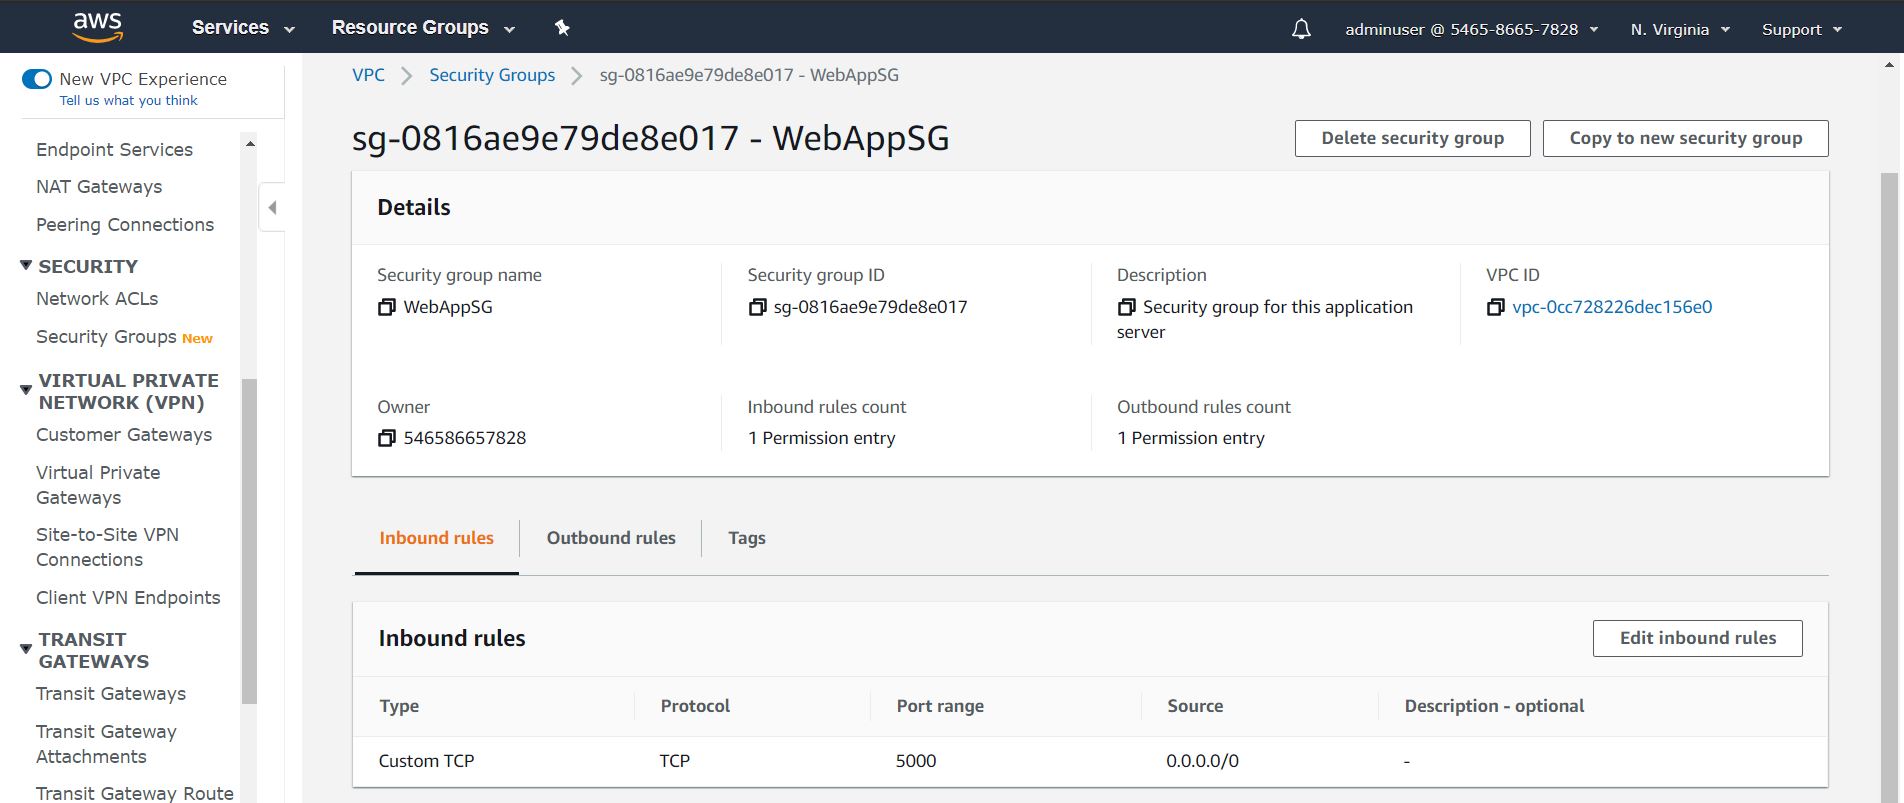 aws Services Resource Groups adminuser @ 5465-8665-7828 N. Virginia Support
New VPC Experience
Tell us what you think
Endpoint Services
NAT Gateways
Peering Connections
SECURITY
Network ACLs
Security Groups New
VIRTUAL PRIVATE
NETWORK (VPN)
Customer Gateways
Virtual Private
Gateways
Site-to-Site VPN
Connections
Client VPN Endpoints
TRANSIT
GATEWAYS
Transit Gateways
Transit Gateway
Attachments
Transit Gateway Route
VPC Security Groups sg-0816ae9e79de8e017 - WebAppSG
sg-0816ae9e79de8e017 - WebAppSG
Delete security group Copy to new security group
Details
Security group name
WebAppSG
Security group ID
sg-0816ae9e79de8e017
Description
Security group for this application
server
VPC ID
vpc-0cc728226dec156e0
Owner
546586657828
Inbound rules count
1 Permission entry
Outbound rules count
1 Permission entry
Inbound rules Outbound rules Tags
Inbound rules
Edit inbound rules
Type Protocol Port range Source Description - optional
Custom TCP TCP 5000 0.0.0.0/0 -